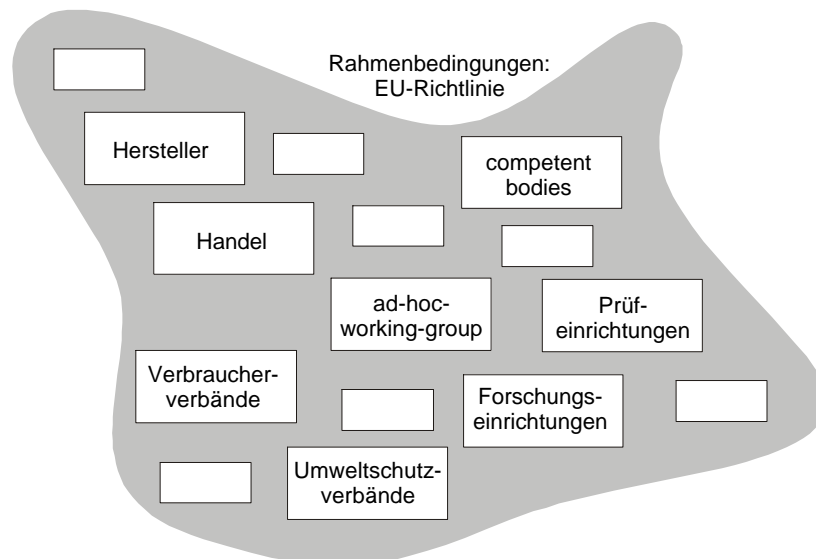 Rahmenbedingungen:
EU-Richtlinie
Hersteller
competent
bodies
Handel
ad-hoc-
working-group
Prüf-
einrichtungen
Verbraucher-
verbände
Forschungs-
einrichtungen
Umweltschutz-
verbände